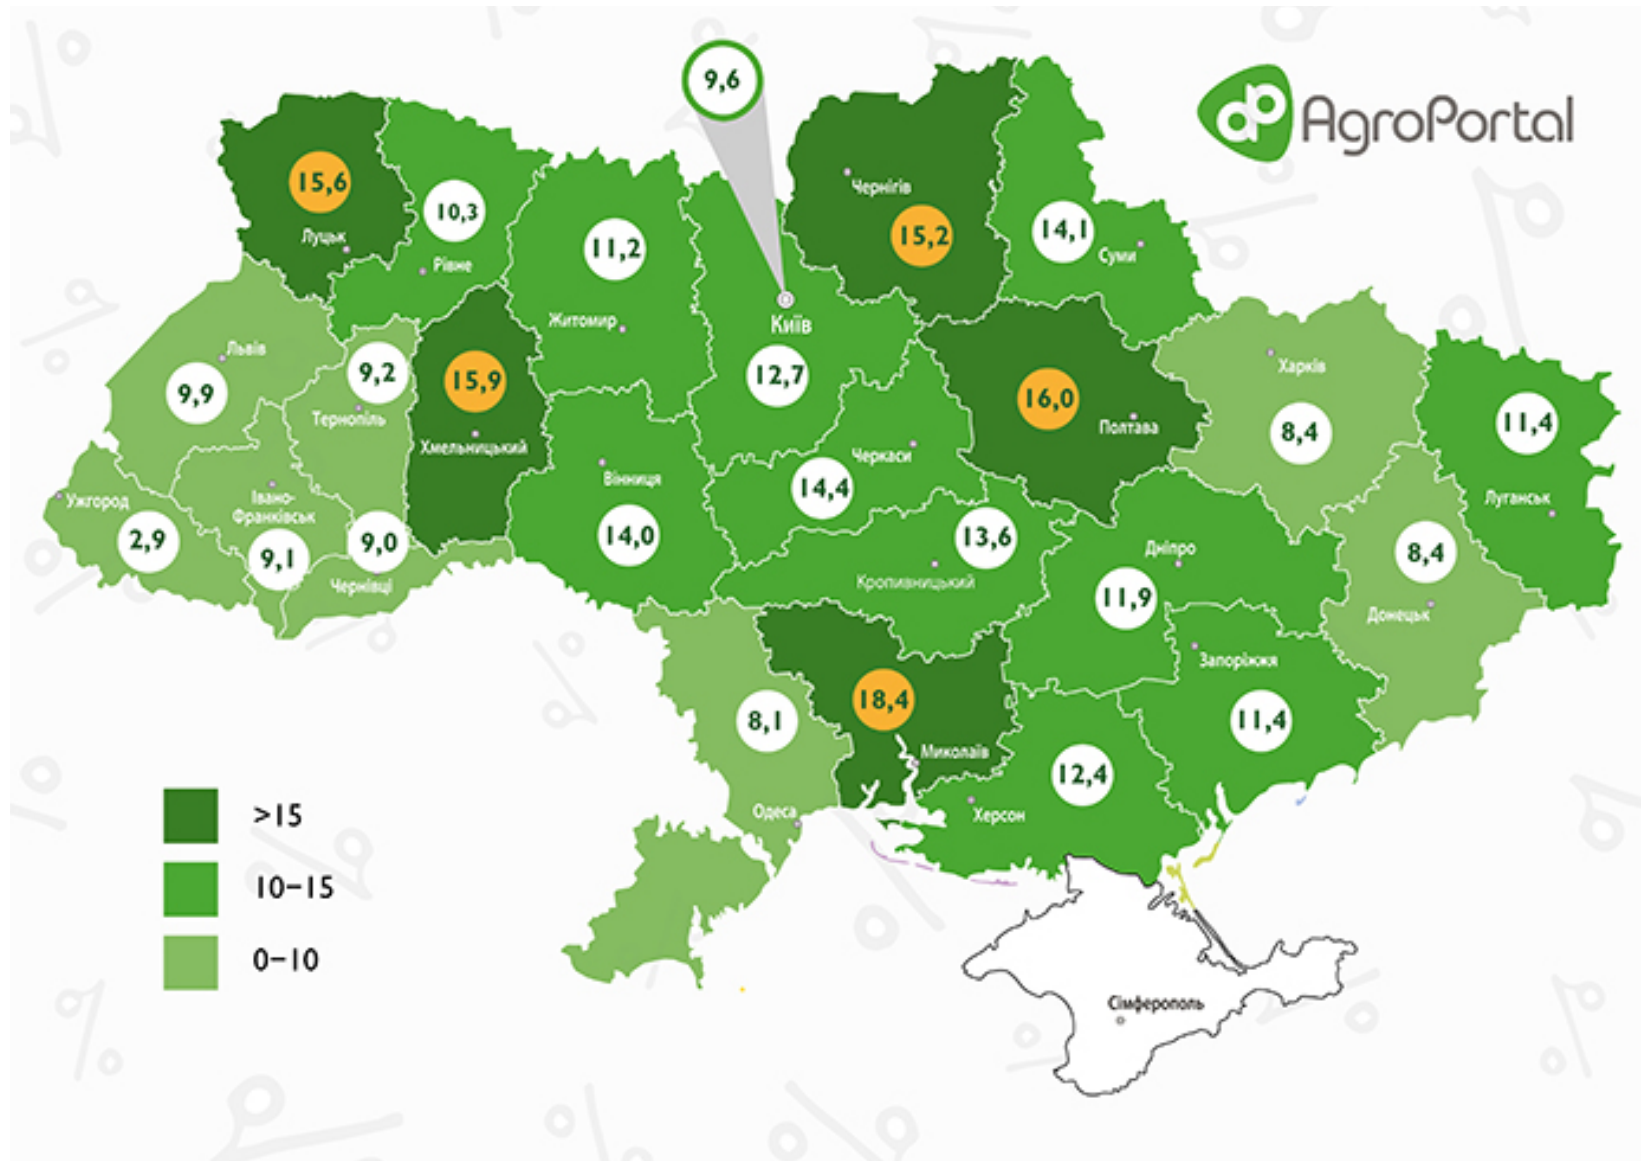 9,6
AgroPortal
15,6
Луцьк
10,3
Рівне
11,2
Житомир
Київ
12,7
Чернігів
15,2
14,1
Суми
Львів
9,9
9,2
Тернопіль
15,9
Хмельницький
16,0
Полтава
Харків
8,4
11,4
Луганськ
Ужгород
2,9
Івано-
Франківськ
9,1
9,0
Чернівці
Вінниця
14,0
Черкаси
14,4
13,6
Кропивницький
Дніпро
11,9
8,4
Донецьк
Запоріжжя
11,4
8,1
Одеса
18,4
Миколаїв
12,4
Херсон
>15
10-15
0-10
Сімферополь